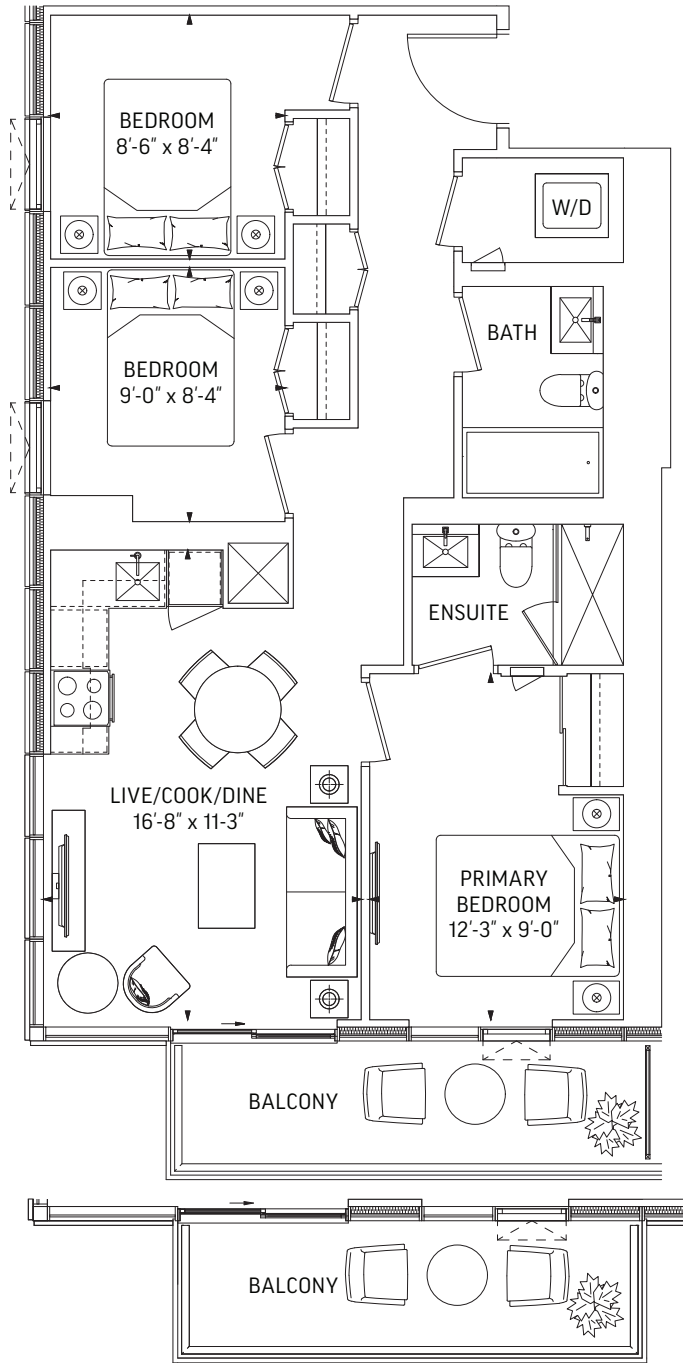 BEDROOM
8'-6" x 8'-4"
W/D
BATH
BEDROOM
9'-0" x 8'-4"
ENSUITE
LIVE/COOK/DINE
16'-8" x 11-3"
PRIMARY
BEDROOM
12'-3" x 9'-0"
BALCONY
BALCONY